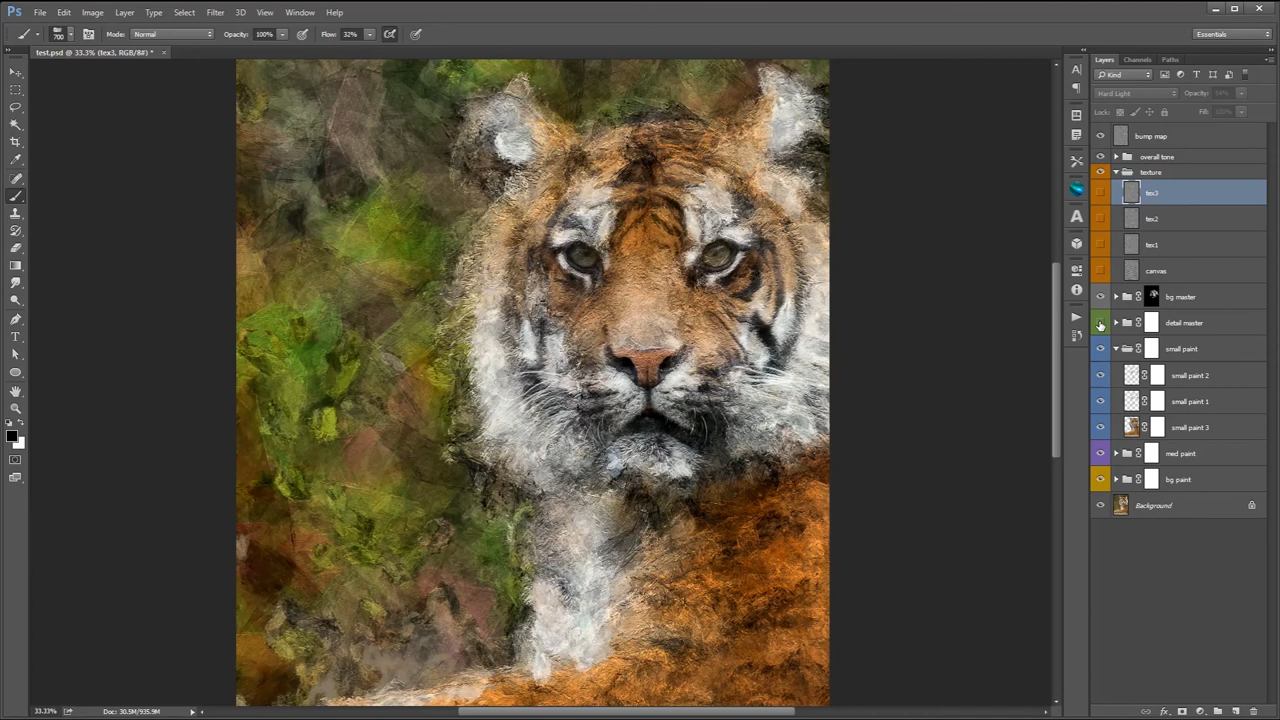 Ps File Edit Image Layer Type Select Filter 3D View Window Help
700 Mode: Normal Opacity: 100% Flow: 32% Essentials
test.psd @ 33.3% (tex3, RGB/8#) * ×
Layers Channels Paths
Kind
Hard Light Opacity: 84%
Lock: Fill: 100%
bump map
overall tone
texture
tex3
tex2
tex1
canvas
bg master
detail master
small paint
small paint 2
small paint 1
small paint 3
med paint
bg paint
Background
33.33% Doc: 30.5M/935.9M